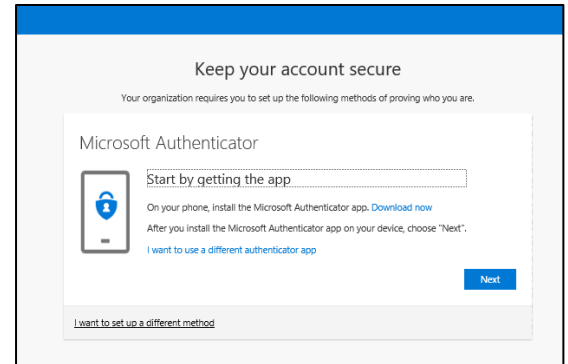 Keep your account secure
Your organization requires you to set up the following methods of proving who you are.
Microsoft Authenticator
Start by getting the app
On your phone, install the Microsoft Authenticator app. Download now
After you install the Microsoft Authenticator app on your device, choose "Next".
I want to use a different authenticator app
Next
I want to set up a different method